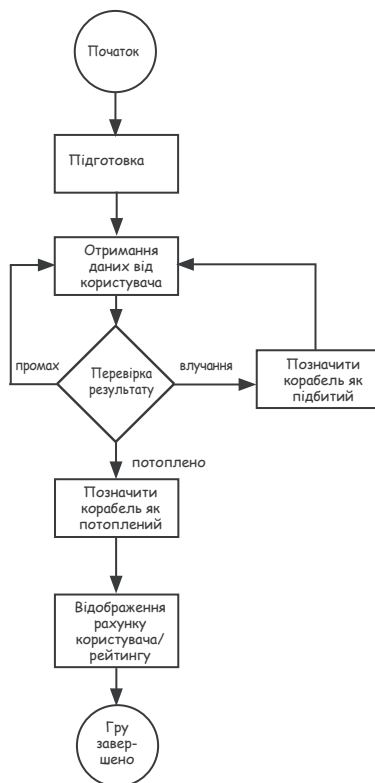 Початок
Підготовка
Отримання
даних від
користувача
промах
Перевірка
результату
влучання
Позначити
корабель як
підбитий
потоплено
Позначити
корабель як
потоплений
Відображення
рахунку
користувача/
рейтингу
Гру
завер-
шено